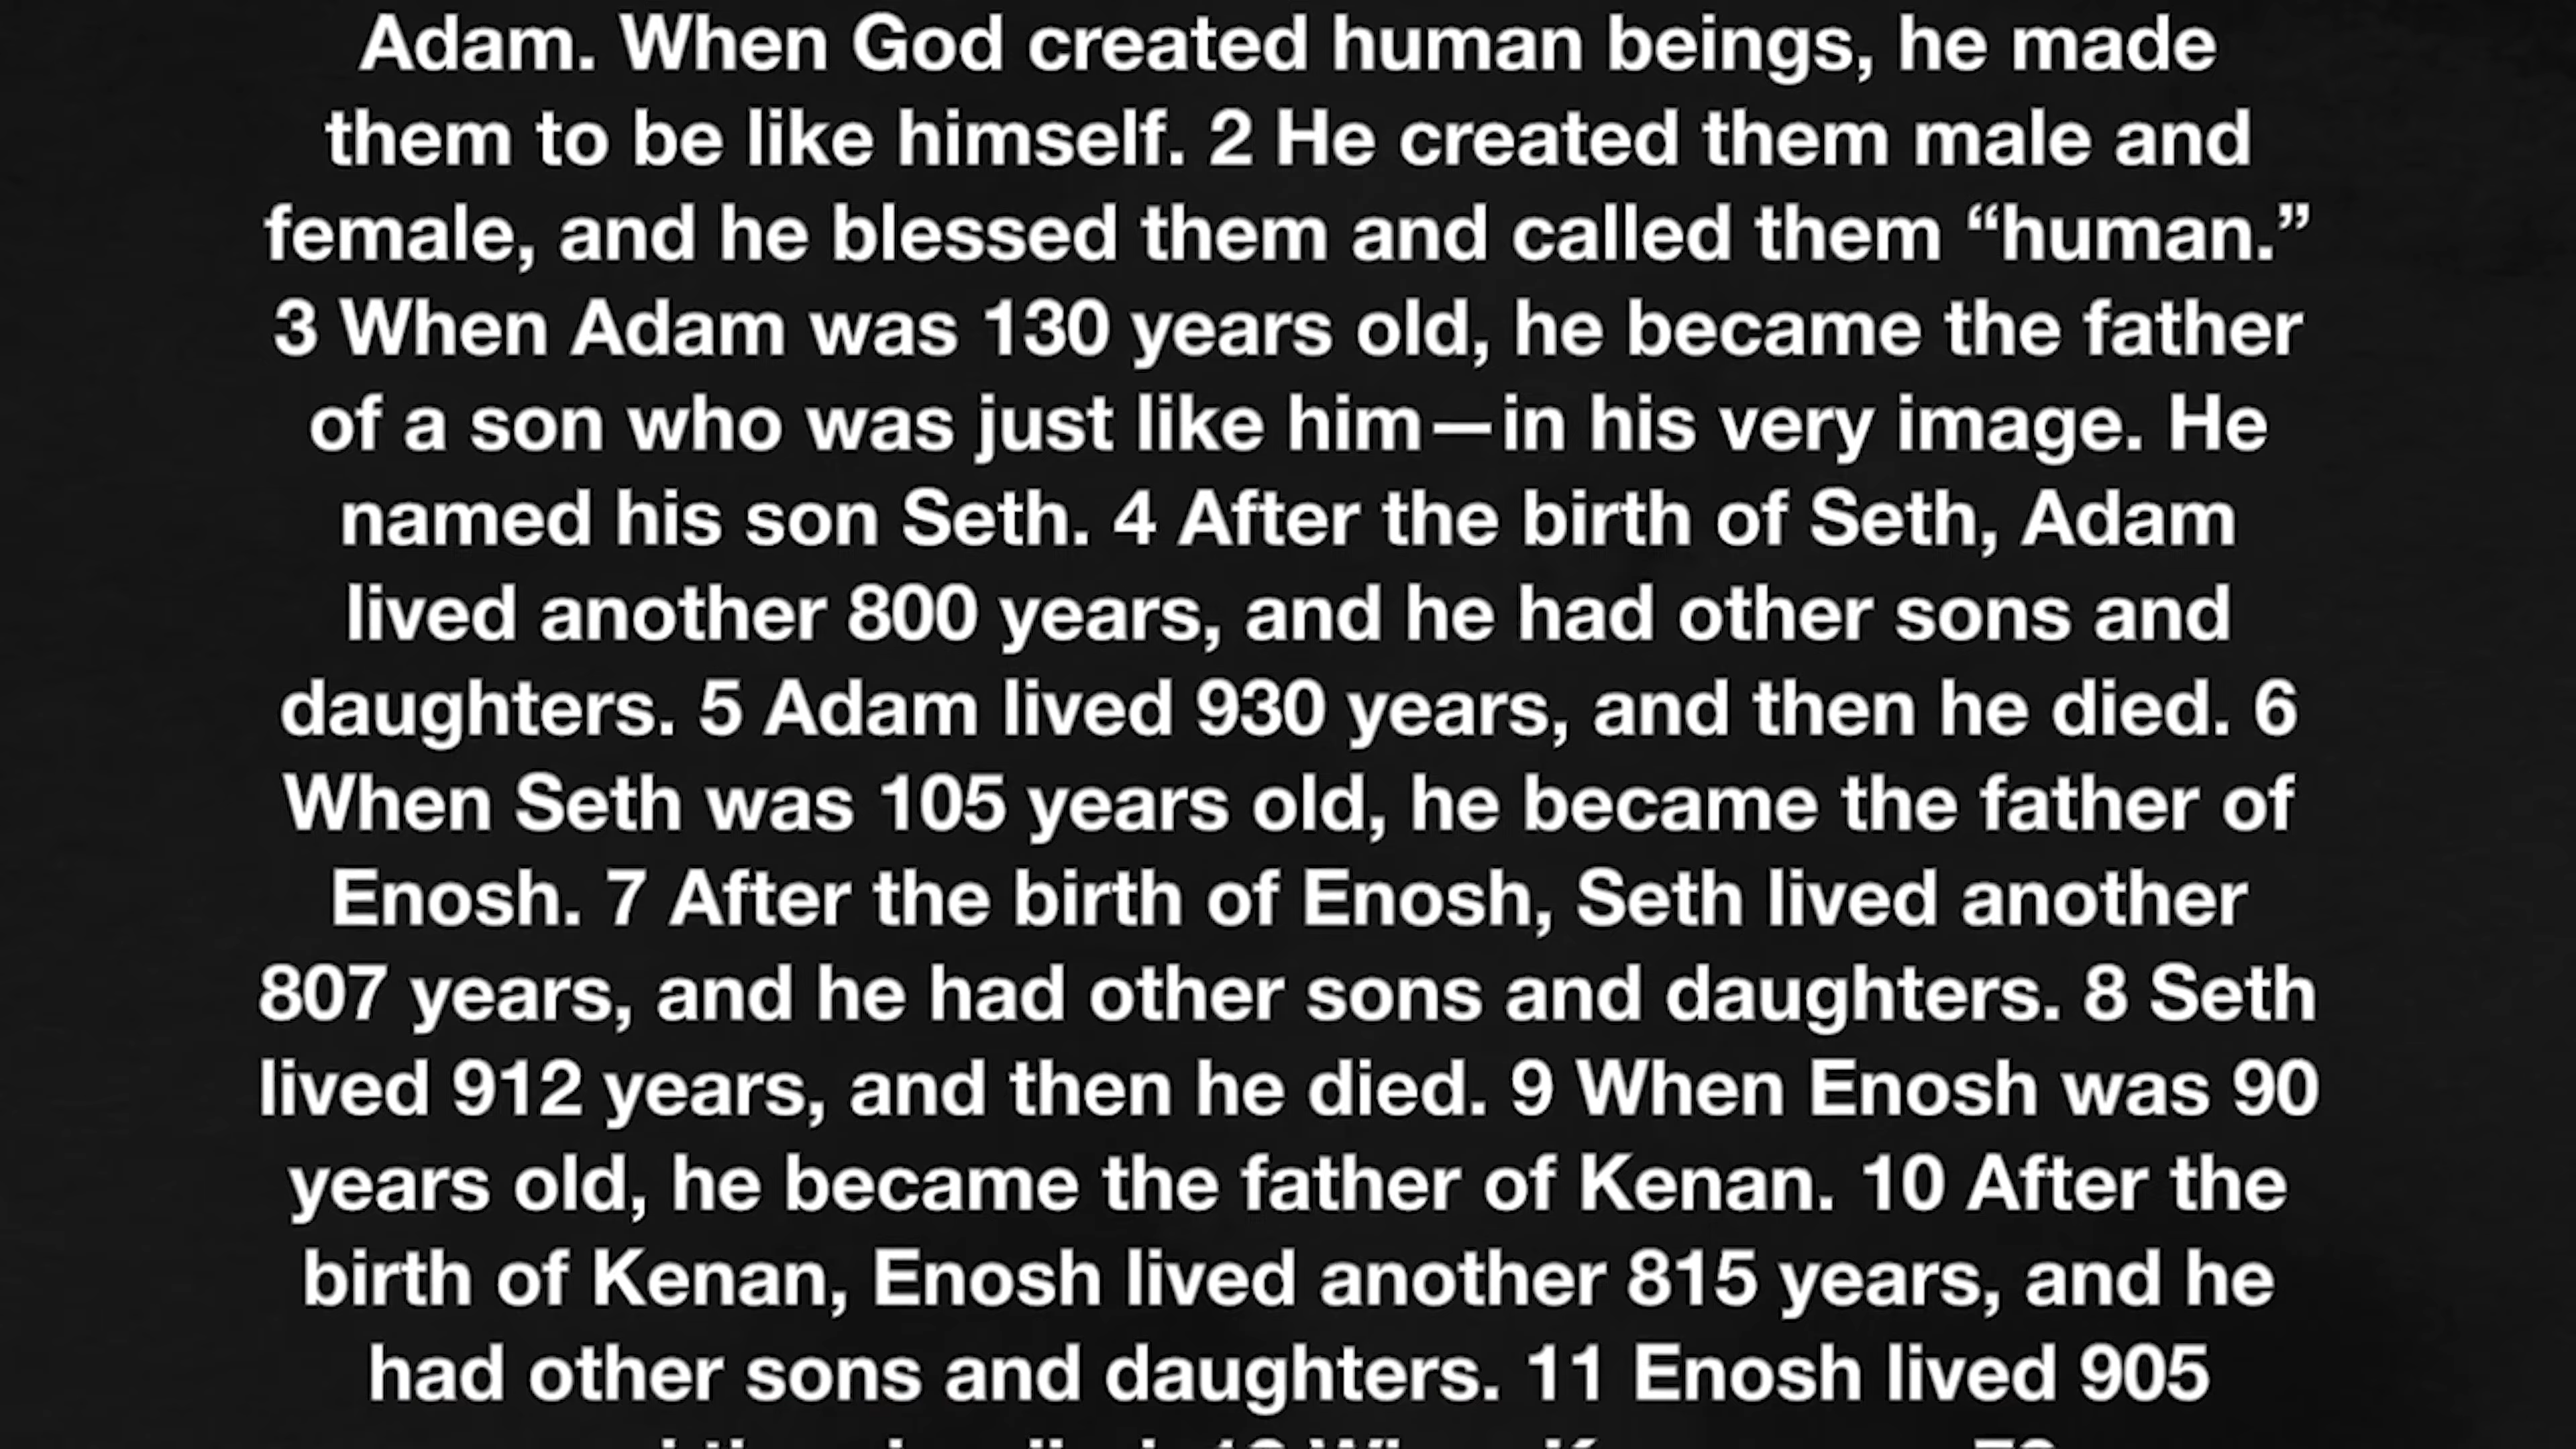 Adam. When God created human beings, he made
them to be like himself. 2 He created them male and
female, and he blessed them and called them “human.”
3 When Adam was 130 years old, he became the father
of a son who was just like him—in his very image. He
named his son Seth. 4 After the birth of Seth, Adam
lived another 800 years, and he had other sons and
daughters. 5 Adam lived 930 years, and then he died. 6
When Seth was 105 years old, he became the father of
Enosh. 7 After the birth of Enosh, Seth lived another
807 years, and he had other sons and daughters. 8 Seth
lived 912 years, and then he died. 9 When Enosh was 90
years old, he became the father of Kenan. 10 After the
birth of Kenan, Enosh lived another 815 years, and he
had other sons and daughters. 11 Enosh lived 905